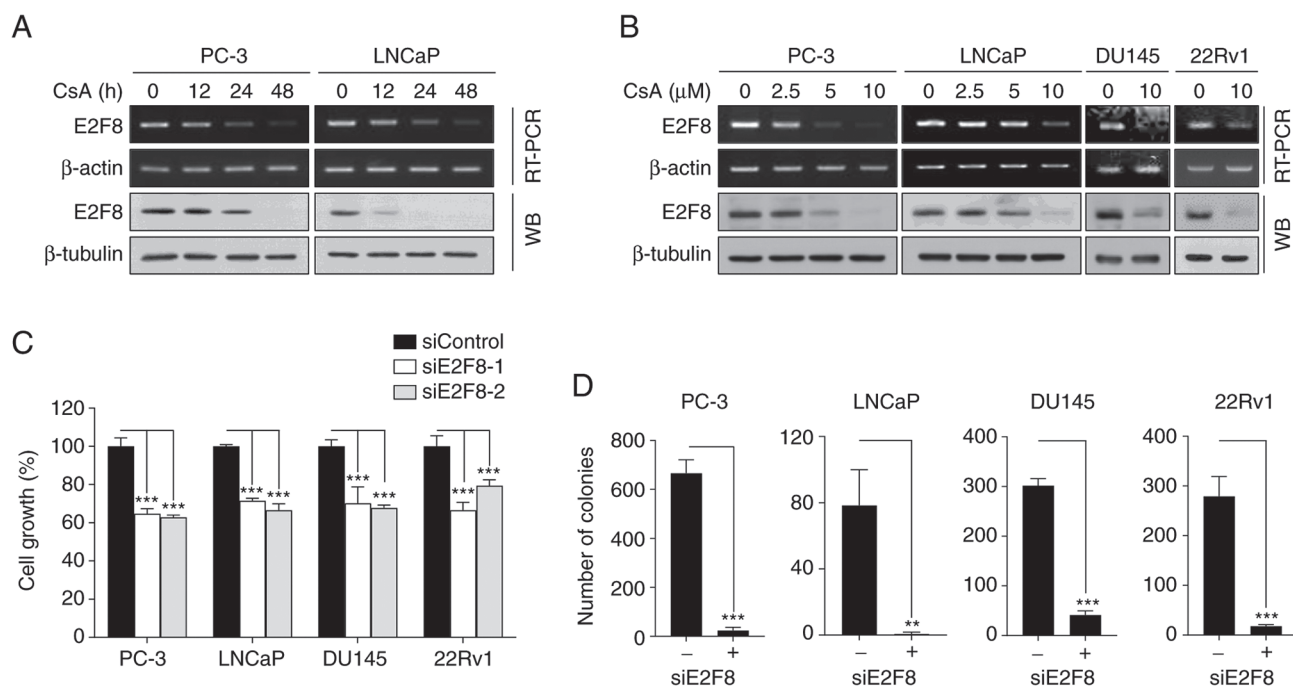 A
PC-3 LNCaP
CsA (h) 0 12 24 48 0 12 24 48
E2F8
β-actin
RT-PCR
E2F8
β-tubulin
WB
B
PC-3 LNCaP DU145 22Rv1
CsA (μM) 0 2.5 5 10 0 2.5 5 10 0 10 0 10
E2F8
β-actin
RT-PCR
E2F8
β-tubulin
WB
C
siControl
siE2F8-1
siE2F8-2
Cell growth (%)
120
100
80
60
40
20
0
*** *** *** *** *** *** *** ***
PC-3 LNCaP DU145 22Rv1
D
Number of colonies
PC-3
800
600
400
200
0
***
– +
siE2F8
LNCaP
120
80
40
0
**
– +
siE2F8
DU145
400
300
200
100
0
***
– +
siE2F8
22Rv1
400
300
200
100
0
***
– +
siE2F8